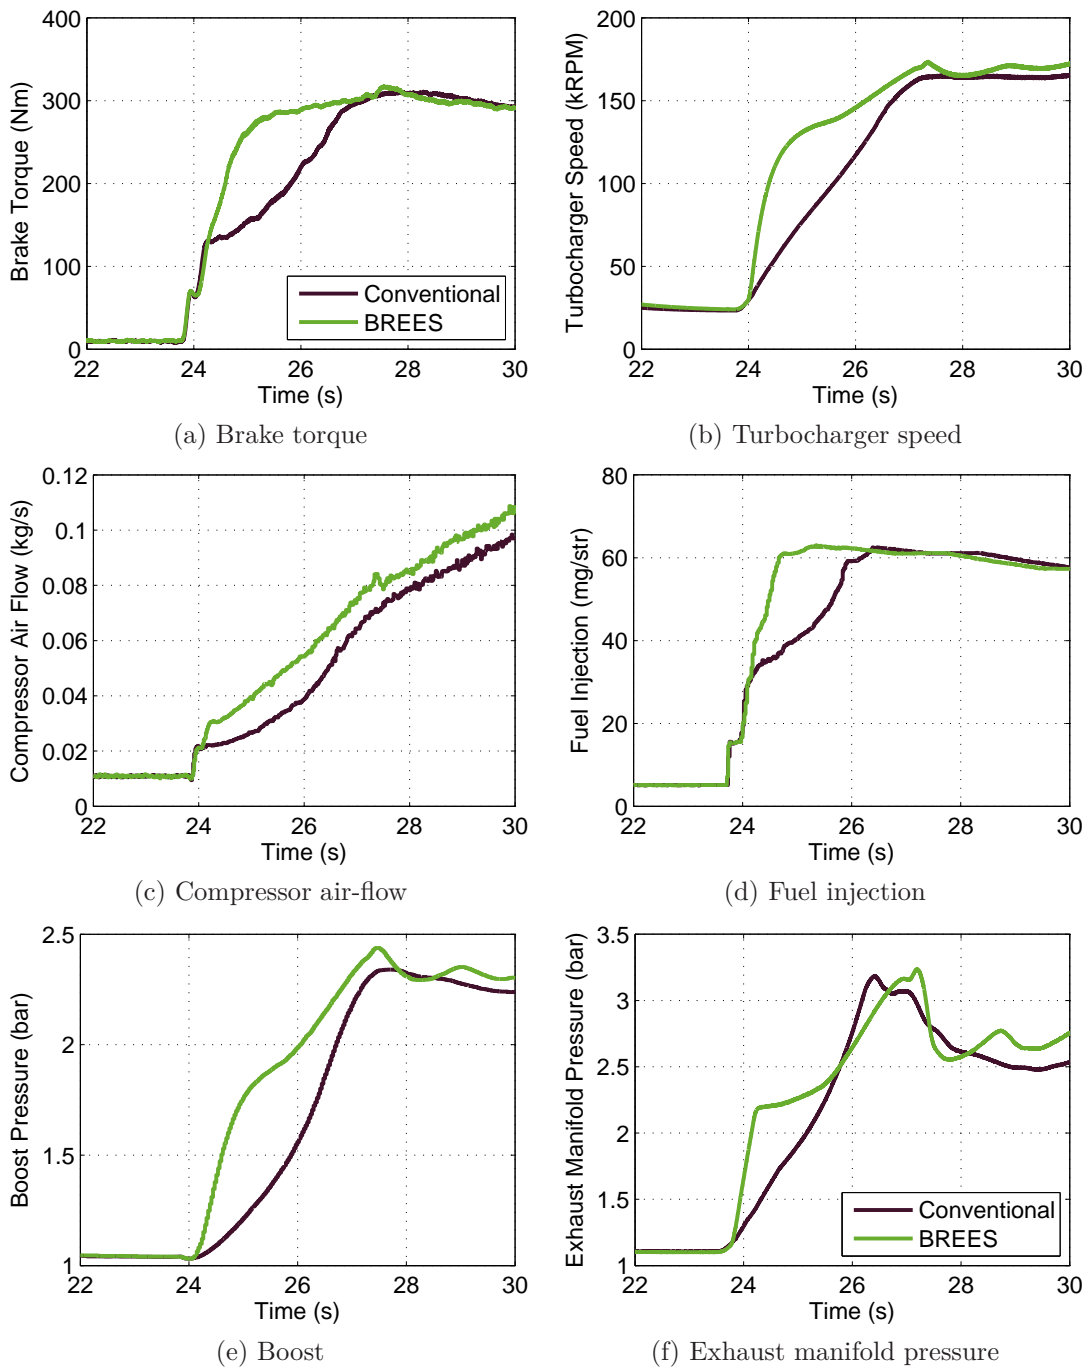 400
300
200
100
0
22 24 26 28 30
Brake Torque (Nm)
Time (s)
Conventional
BREES
(a) Brake torque
200
150
100
50
0
22 24 26 28 30
Turbocharger Speed (kRPM)
Time (s)
(b) Turbocharger speed
0.12
0.1
0.08
0.06
0.04
0.02
0
22 24 26 28 30
Compressor Air Flow (kg/s)
Time (s)
(c) Compressor air-flow
80
60
40
20
0
22 24 26 28 30
Fuel Injection (mg/str)
Time (s)
(d) Fuel injection
2.5
2
1.5
1
22 24 26 28 30
Boost Pressure (bar)
Time (s)
(e) Boost
3.5
3
2.5
2
1.5
1
22 24 26 28 30
Exhaust Manifold Pressure (bar)
Time (s)
Conventional
BREES
(f) Exhaust manifold pressure